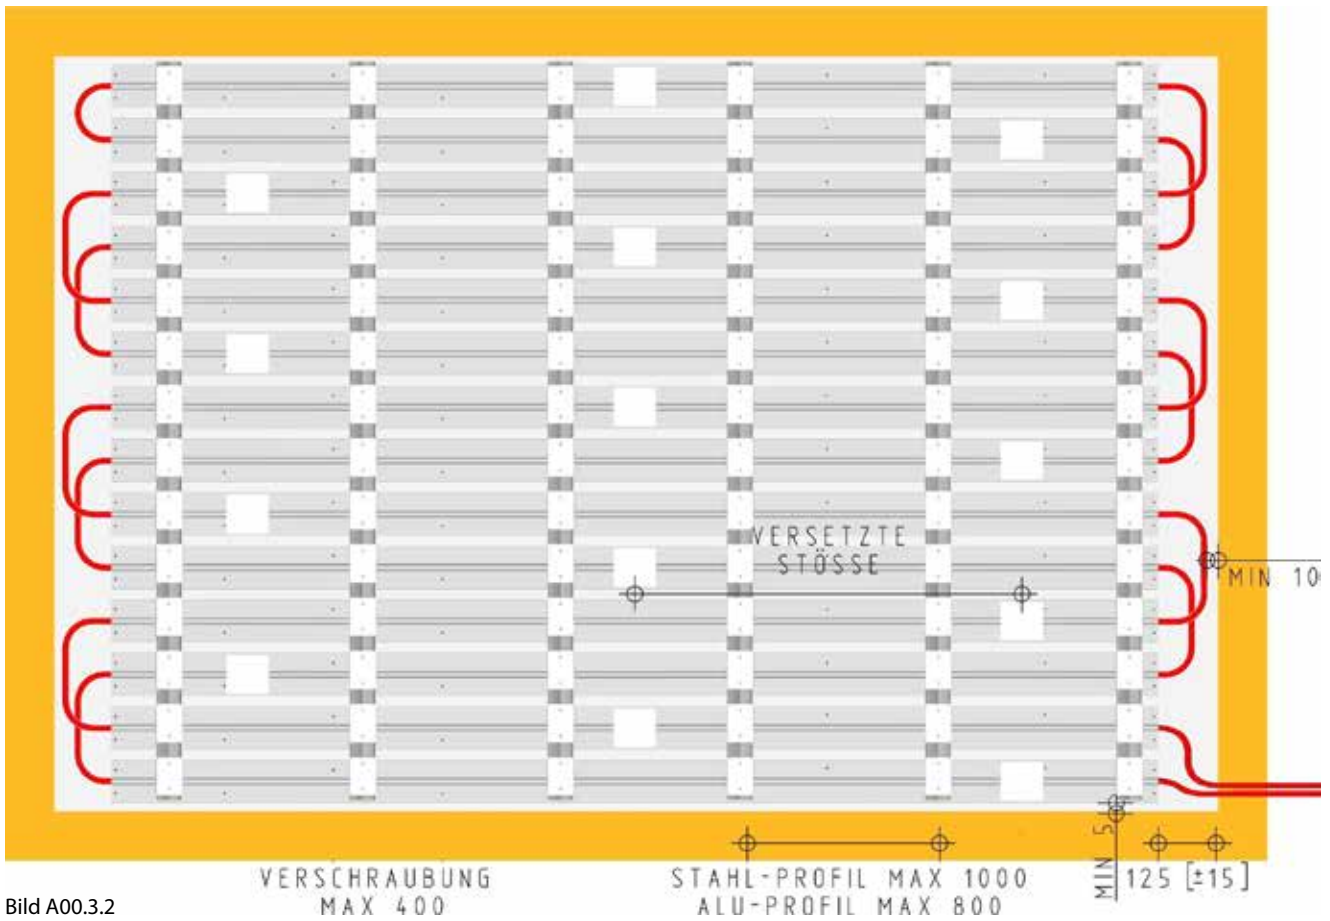 VERSETZTE
STÖSSE
MIN 10
MIN 5
VERSCHRAUBUNG
MAX 400
STAHL-PROFIL MAX 1000
ALU-PROFIL MAX 800
125 [±15]
Bild A00.3.2